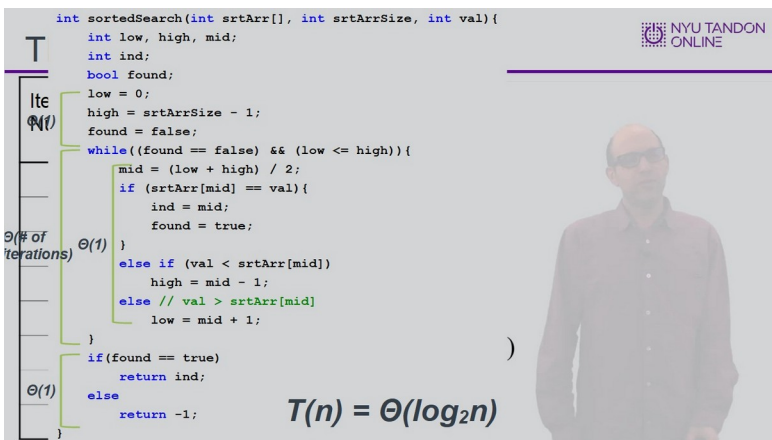 int sortedSearch(int srtArr[], int srtArrSize, int val){
NYU TANDON
ONLINE
T
int low, high, mid;
int ind;
bool found;
Ite
low = 0;
Θ(1)
high = srtArrSize - 1;
found = false;
while((found == false) && (low <= high)){
mid = (low + high) / 2;
if (srtArr[mid] == val){
ind = mid;
found = true;
Θ(# of
iterations)
Θ(1)
}
else if (val < srtArr[mid])
high = mid - 1;
else // val > srtArr[mid]
low = mid + 1;
}
)
if(found == true)
return ind;
Θ(1)
else
return -1;
T(n) = Θ(log₂n)
}